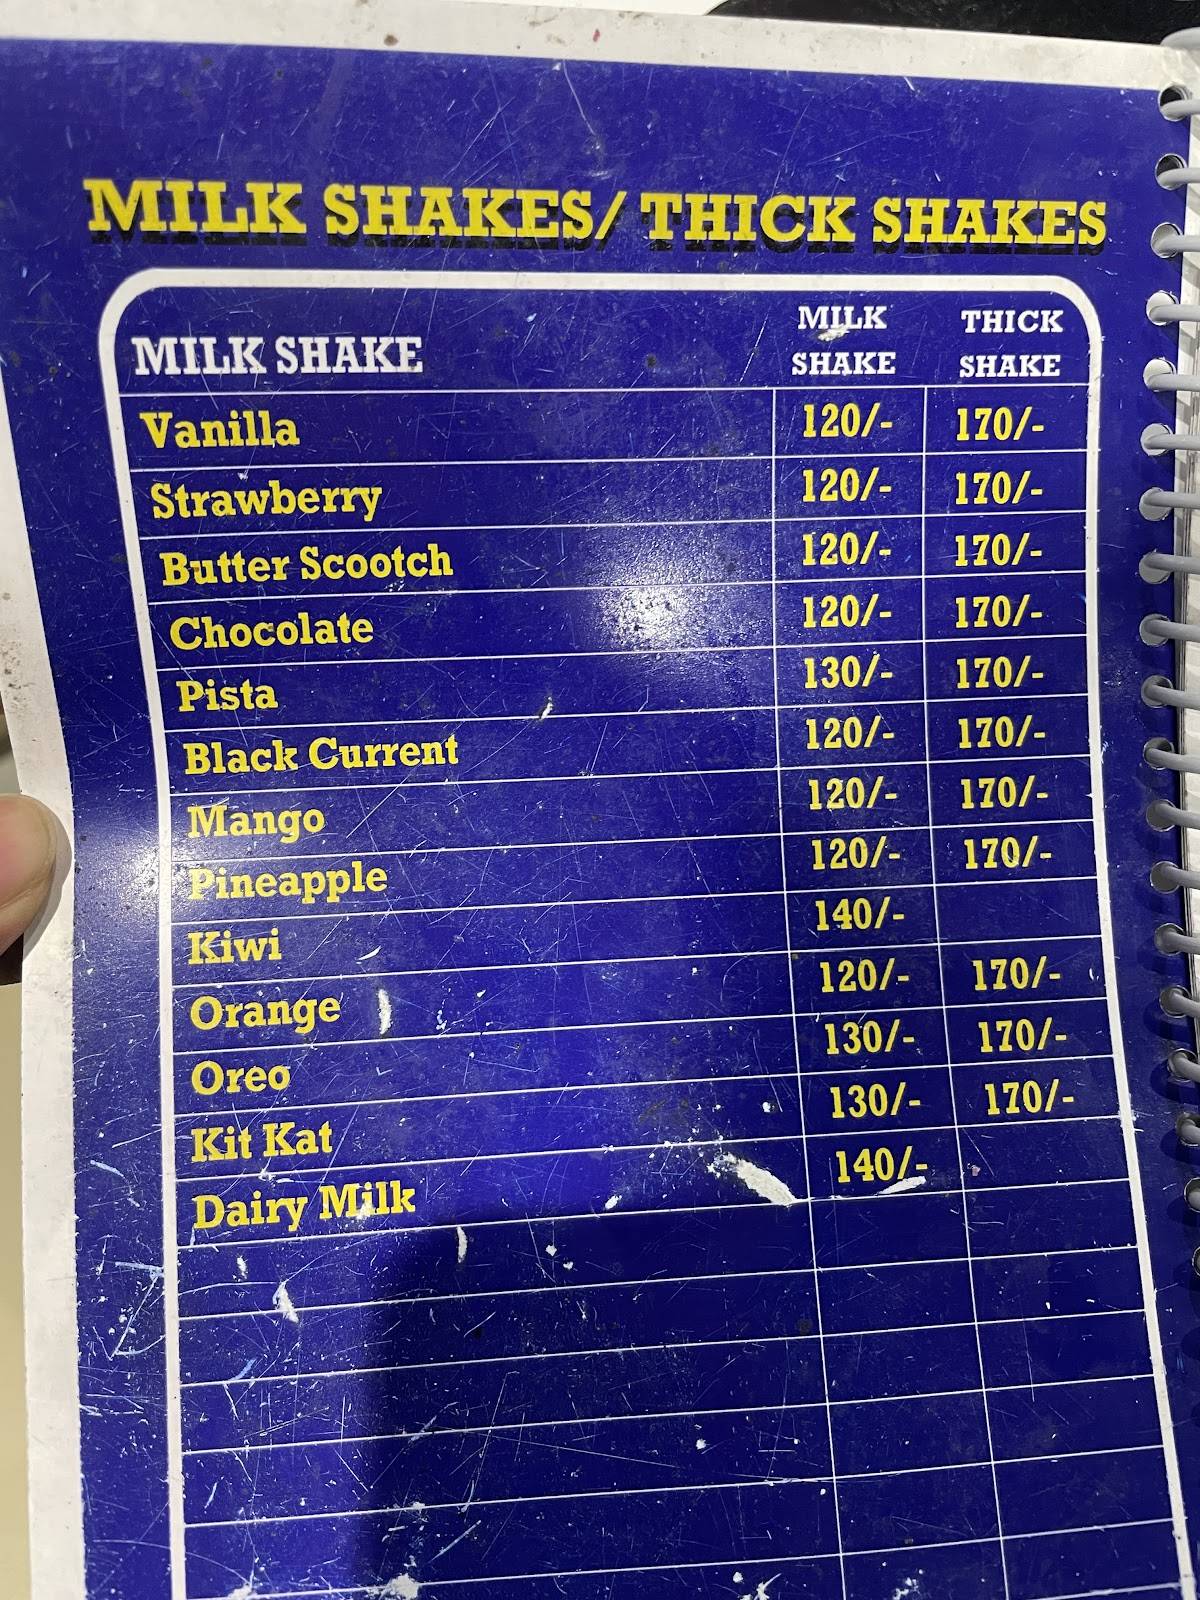 MILK SHAKES/ THICK SHAKES
MILK SHAKE MILK SHAKE THICK SHAKE
Vanilla 120/- 170/-
Strawberry 120/- 170/-
Butter Scootch 120/- 170/-
Chocolate 120/- 170/-
Pista 130/- 170/-
Black Current 120/- 170/-
Mango 120/- 170/-
Pineapple 120/- 170/-
Kiwi 140/-
Orange 120/- 170/-
Oreo 130/- 170/-
Kit Kat 130/- 170/-
Dairy Milk 140/-